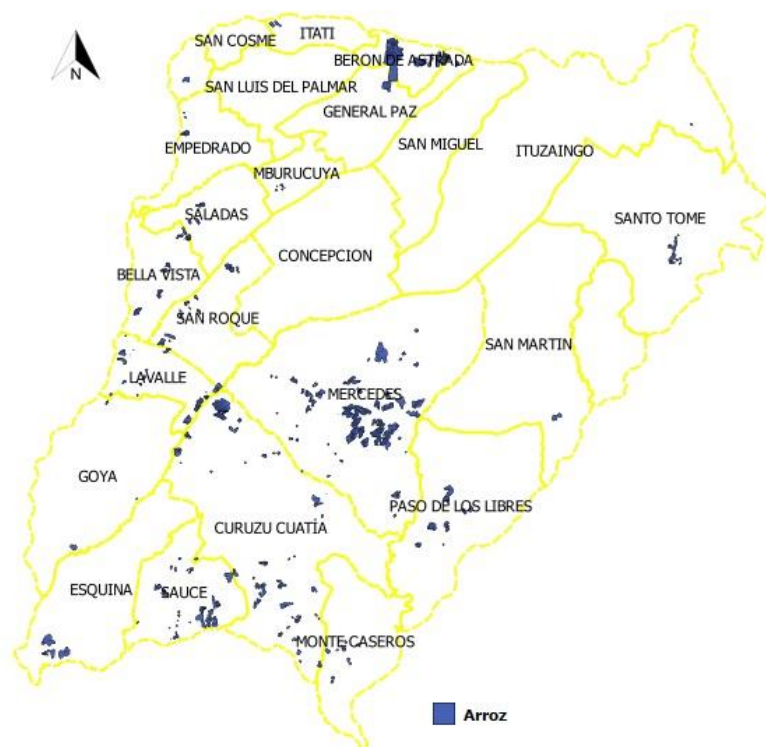 ITATI
SAN COSME
BERON DE ASTRADA
SAN LUIS DEL PALMAR
N
GENERAL PAZ
SAN MIGUEL
ITUZAINGO
EMPEDRADO
MBURUCUYA
SALADAS
SANTO TOME
CONCEPCION
BELLA VISTA
SAN ROQUE
SAN MARTIN
LAVALLE
MERCEDES
GOYA
PASO DE LOS LIBRES
CURUZU CUATIA
ESQUINA
SAUCE
MONTE CASEROS
Arroz